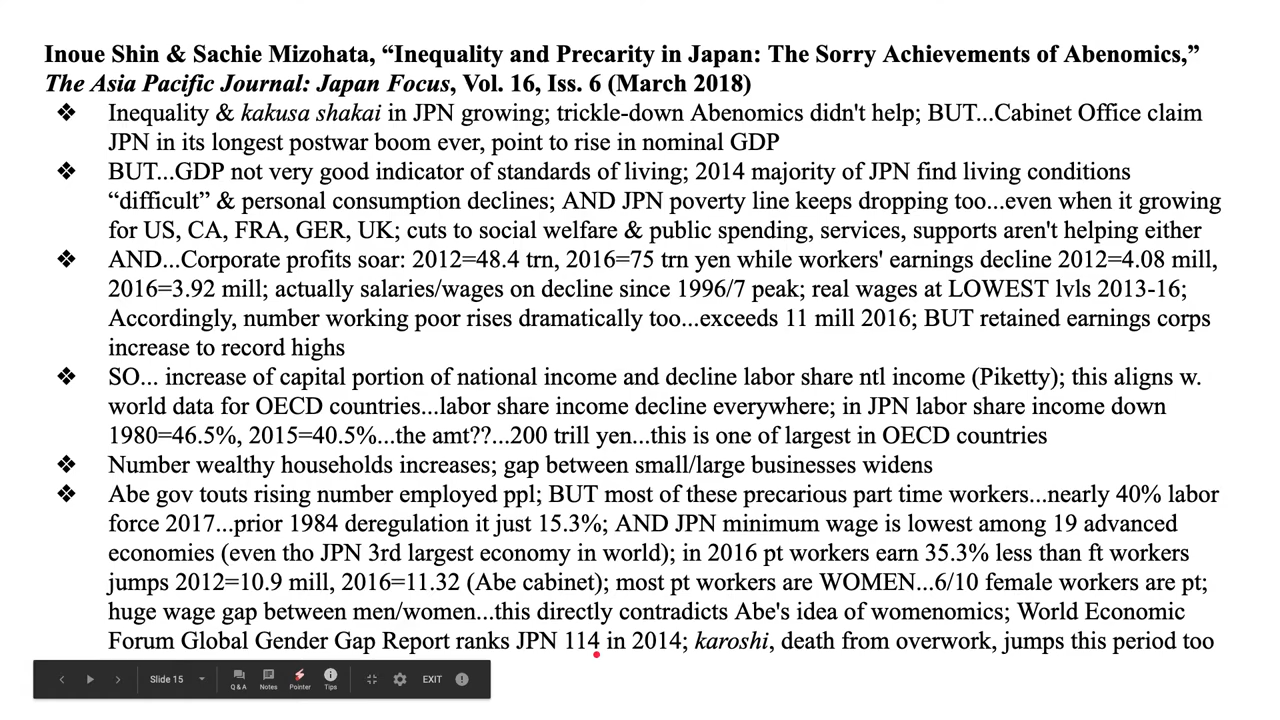 Inoue Shin & Sachie Mizohata, “Inequality and Precarity in Japan: The Sorry Achievements of Abenomics,”
The Asia Pacific Journal: Japan Focus, Vol. 16, Iss. 6 (March 2018)
❖ Inequality & kakusa shakai in JPN growing; trickle-down Abenomics didn't help; BUT...Cabinet Office claim
JPN in its longest postwar boom ever, point to rise in nominal GDP
❖ BUT...GDP not very good indicator of standards of living; 2014 majority of JPN find living conditions
“difficult” & personal consumption declines; AND JPN poverty line keeps dropping too...even when it growing
for US, CA, FRA, GER, UK; cuts to social welfare & public spending, services, supports aren't helping either
❖ AND...Corporate profits soar: 2012=48.4 trn, 2016=75 trn yen while workers' earnings decline 2012=4.08 mill,
2016=3.92 mill; actually salaries/wages on decline since 1996/7 peak; real wages at LOWEST lvls 2013-16;
Accordingly, number working poor rises dramatically too...exceeds 11 mill 2016; BUT retained earnings corps
increase to record highs
❖ SO... increase of capital portion of national income and decline labor share ntl income (Piketty); this aligns w.
world data for OECD countries...labor share income decline everywhere; in JPN labor share income down
1980=46.5%, 2015=40.5%...the amt??...200 trill yen...this is one of largest in OECD countries
❖ Number wealthy households increases; gap between small/large businesses widens
❖ Abe gov touts rising number employed ppl; BUT most of these precarious part time workers...nearly 40% labor
force 2017...prior 1984 deregulation it just 15.3%; AND JPN minimum wage is lowest among 19 advanced
economies (even tho JPN 3rd largest economy in world); in 2016 pt workers earn 35.3% less than ft workers
jumps 2012=10.9 mill, 2016=11.32 (Abe cabinet); most pt workers are WOMEN...6/10 female workers are pt;
huge wage gap between men/women...this directly contradicts Abe's idea of womenomics; World Economic
Forum Global Gender Gap Report ranks JPN 114 in 2014; karoshi, death from overwork, jumps this period too
Slide 15 Q&A Notes Pointer Tips EXIT